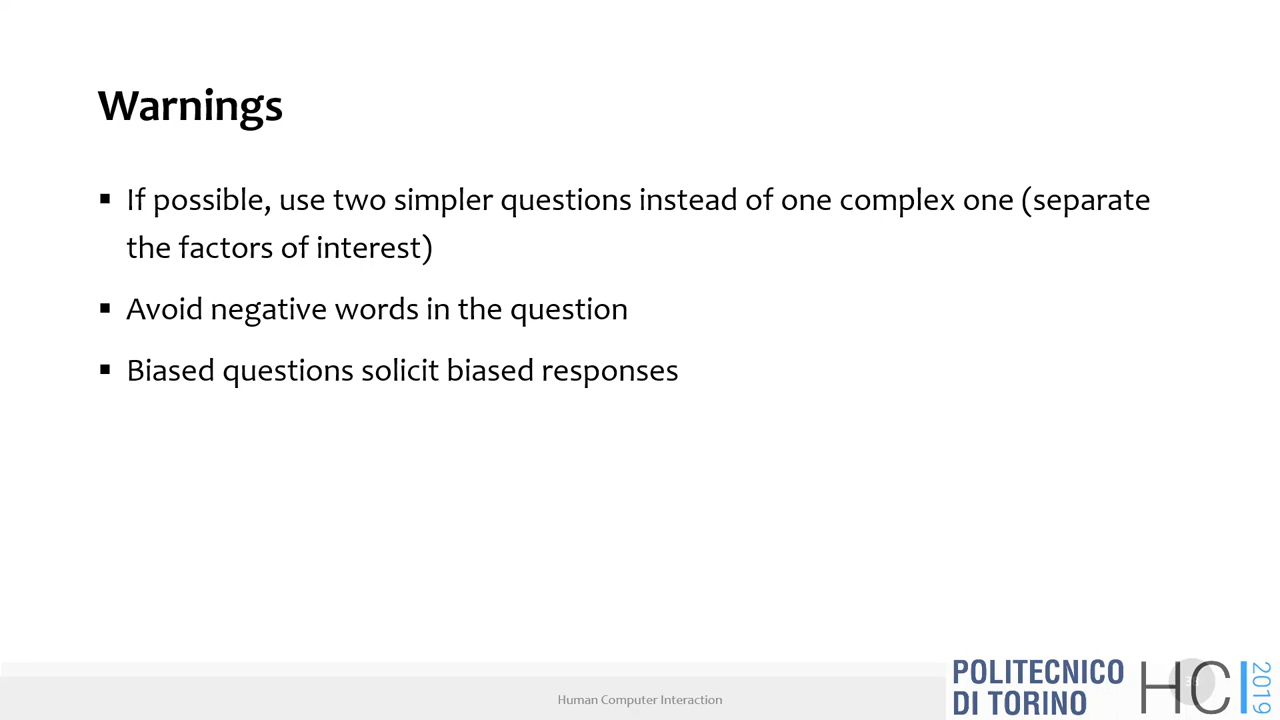 Warnings
▪ If possible, use two simpler questions instead of one complex one (separate
the factors of interest)
▪ Avoid negative words in the question
▪ Biased questions solicit biased responses
Human Computer Interaction
POLITECNICO
DI TORINO
HCI
2019